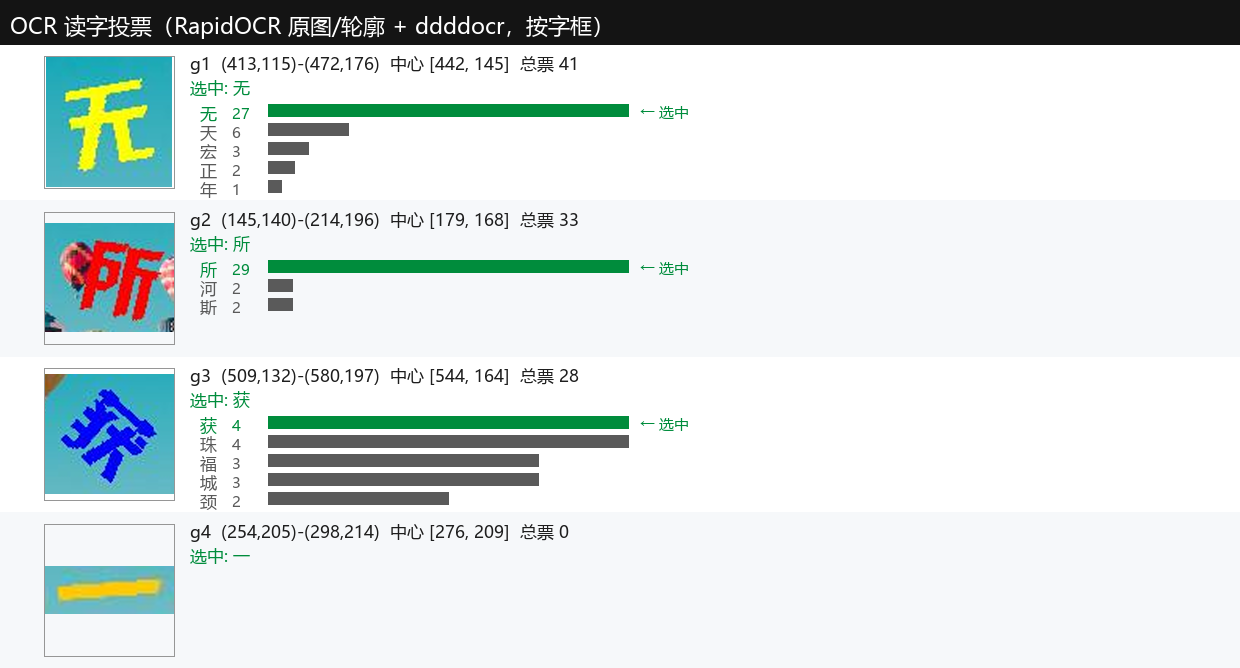 OCR 读字投票（RapidOCR 原图/轮廓 + ddddocr，按字框）
无
g1 (413,115)-(472,176) 中心 [442, 145] 总票 41
选中: 无
无 27 ← 选中
天 6
宏 3
正 2
年 1
所
g2 (145,140)-(214,196) 中心 [179, 168] 总票 33
选中: 所
所 29 ← 选中
河 2
斯 2
g3 (509,132)-(580,197) 中心 [544, 164] 总票 28
选中: 获
获 4 ← 选中
珠 4
福 3
城 3
颈 2
一
g4 (254,205)-(298,214) 中心 [276, 209] 总票 0
选中: 一